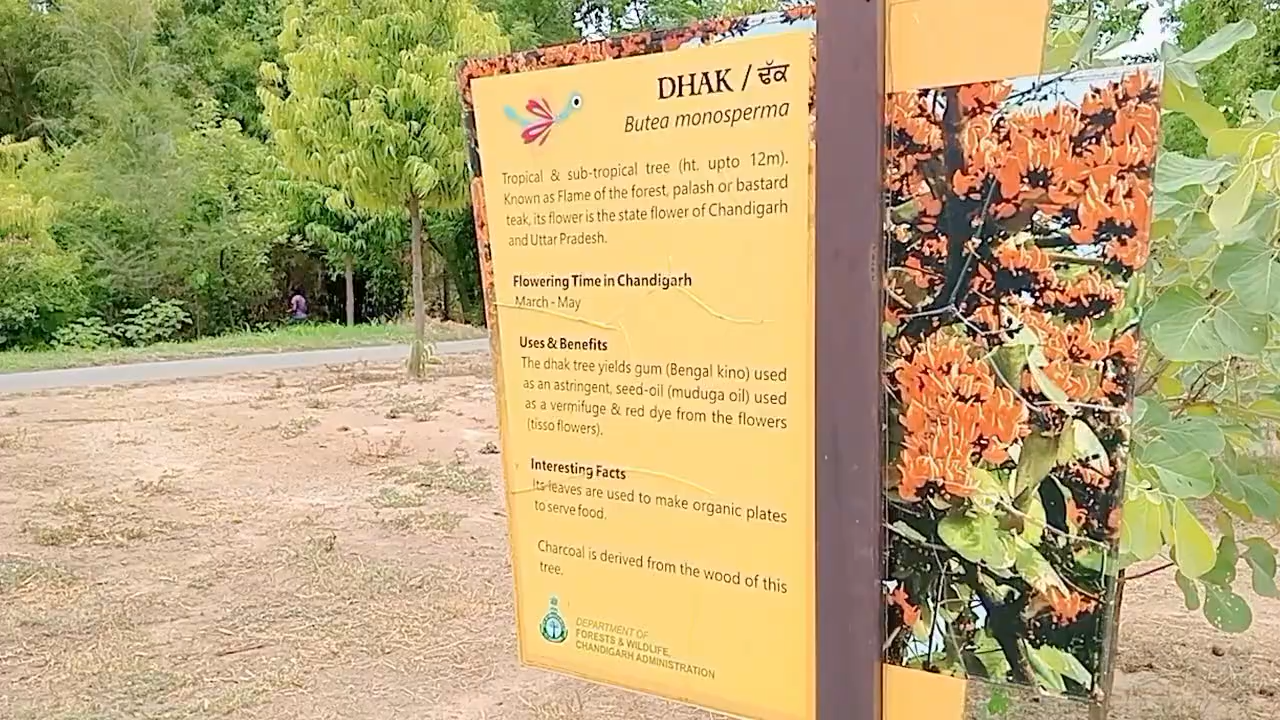 DHAK / ਢੱਕ
Butea monosperma
Tropical & sub-tropical tree (ht. upto 12m).
Known as Flame of the forest, palash or bastard
teak, its flower is the state flower of Chandigarh
and Uttar Pradesh.
Flowering Time in Chandigarh
March - May
Uses & Benefits
The dhak tree yields gum (Bengal kino) used
as an astringent, seed-oil (muduga oil) used
as a vermifuge & red dye from the flowers
(tisso flowers).
Interesting Facts
Its leaves are used to make organic plates
to serve food.
Charcoal is derived from the wood of this
tree.
DEPARTMENT OF
FORESTS & WILDLIFE,
CHANDIGARH ADMINISTRATION